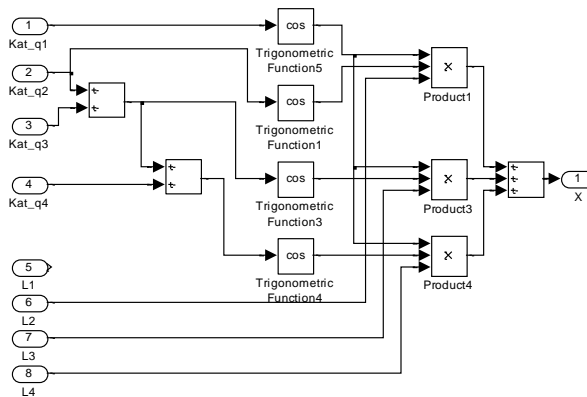 1
Kat_q1
2
Kat_q2
3
Kat_q3
4
Kat_q4
5
L1
6
L2
7
L3
8
L4
cos
Trigonometric
Function5
cos
Trigonometric
Function1
cos
Trigonometric
Function3
cos
Trigonometric
Function4
+
+
+
+
x
Product1
x
Product3
x
Product4
+
+
+
1
X